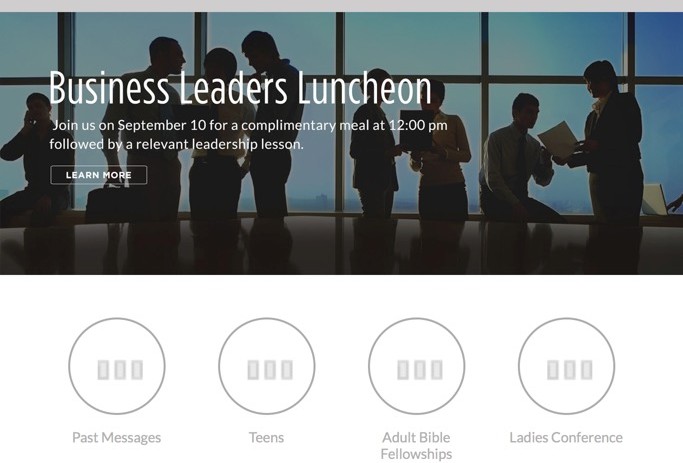 Business Leaders Luncheon
Join us on September 10 for a complimentary meal at 12:00 pm
followed by a relevant leadership lesson.
LEARN MORE
Past Messages
Teens
Adult Bible
Fellowships
Ladies Conference